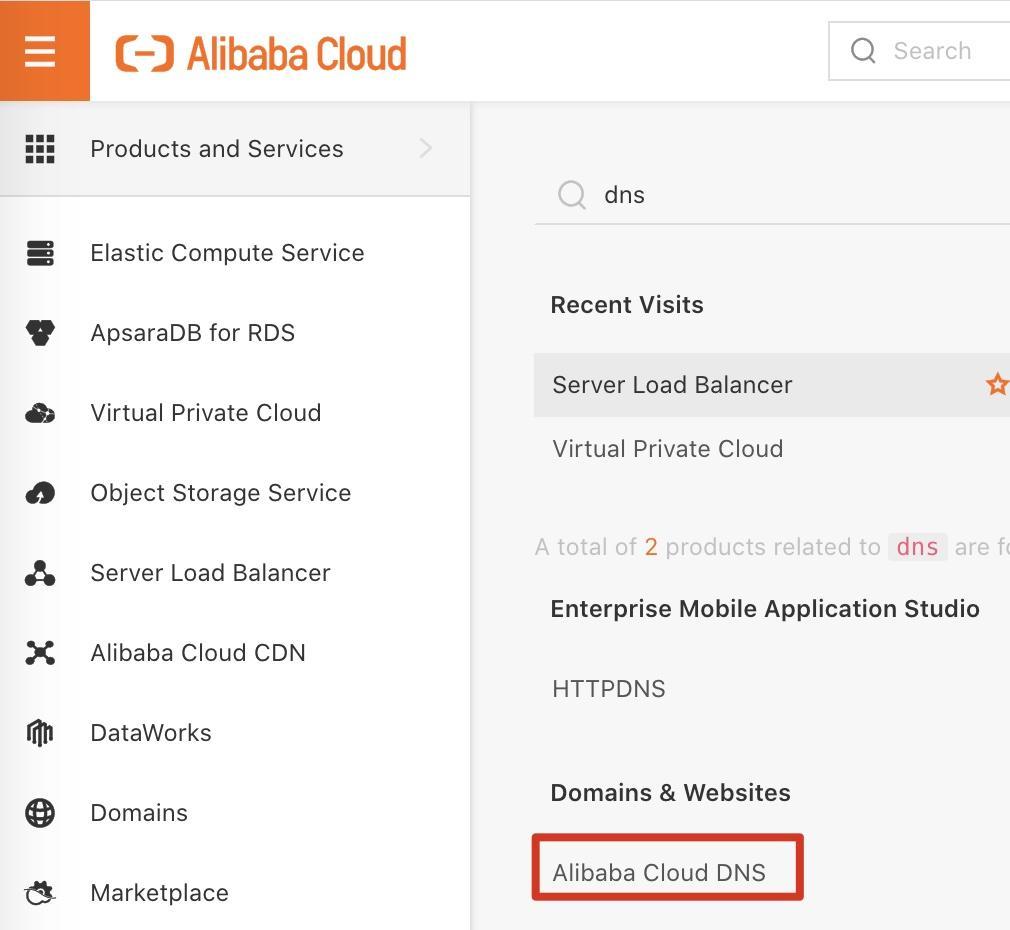 Alibaba Cloud
Search
Products and Services
Elastic Compute Service
ApsaraDB for RDS
Virtual Private Cloud
Object Storage Service
Server Load Balancer
Alibaba Cloud CDN
DataWorks
Domains
Marketplace
dns
Recent Visits
Server Load Balancer
Virtual Private Cloud
A total of 2 products related to dns are
Enterprise Mobile Application Studio
HTTPDNS
Domains & Websites
Alibaba Cloud DNS